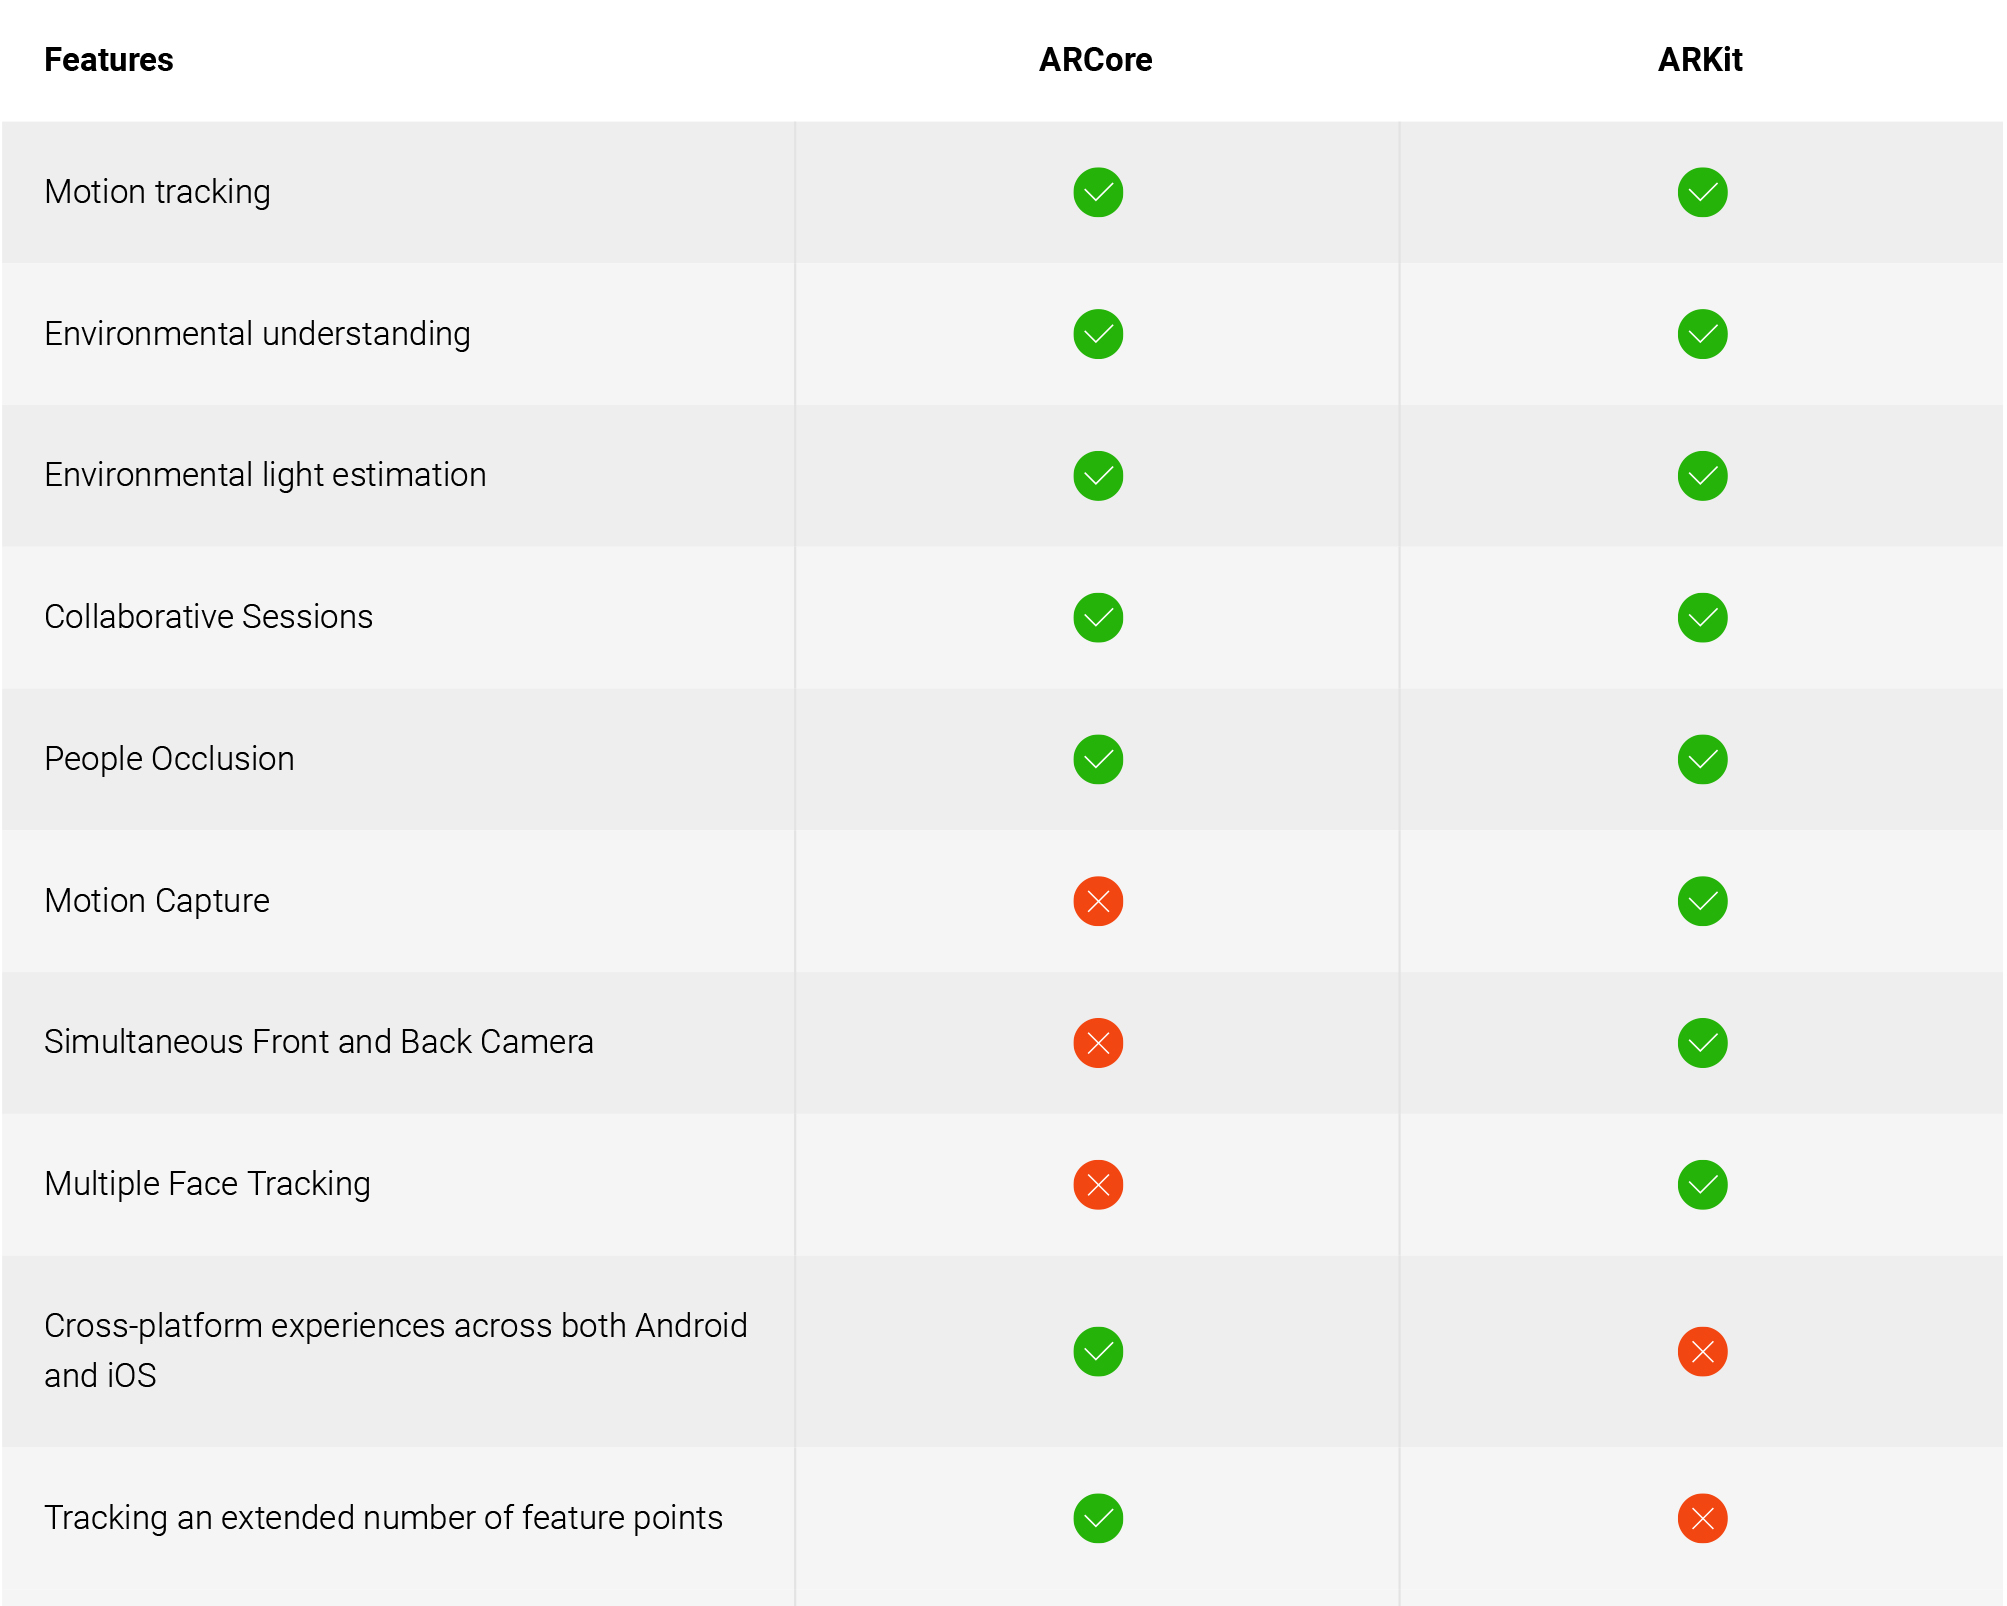 Features ARCore ARKit
Motion tracking
Environmental understanding
Environmental light estimation
Collaborative Sessions
People Occlusion
Motion Capture
Simultaneous Front and Back Camera
Multiple Face Tracking
Cross-platform experiences across both Android
and iOS
Tracking an extended number of feature points